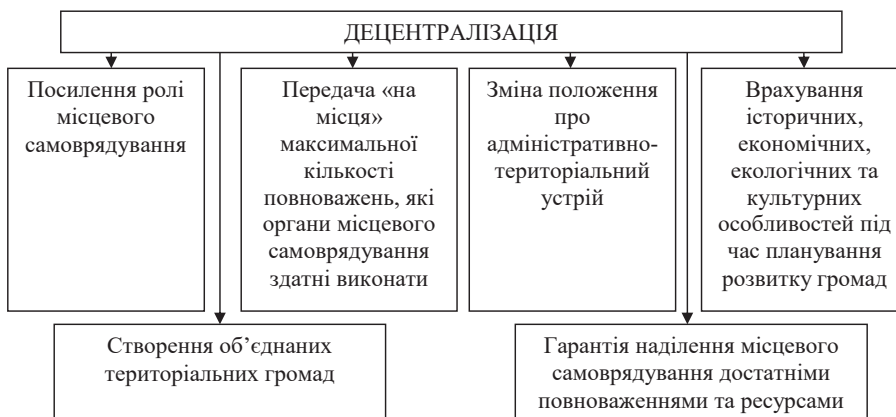 ДЕЦЕНТРАЛІЗАЦІЯ
Посилення ролі
місцевого
самоврядування
Передача «на
місця»
максимальної
кількості
повноважень, які
органи місцевого
самоврядування
здатні виконати
Зміна положення
про
адміністративно-
територіальний
устрій
Врахування
історичних,
економічних,
екологічних та
культурних
особливостей під
час планування
розвитку громад
Створення об’єднаних
територіальних громад
Гарантія наділення місцевого
самоврядування достатніми
повноваженнями та ресурсами